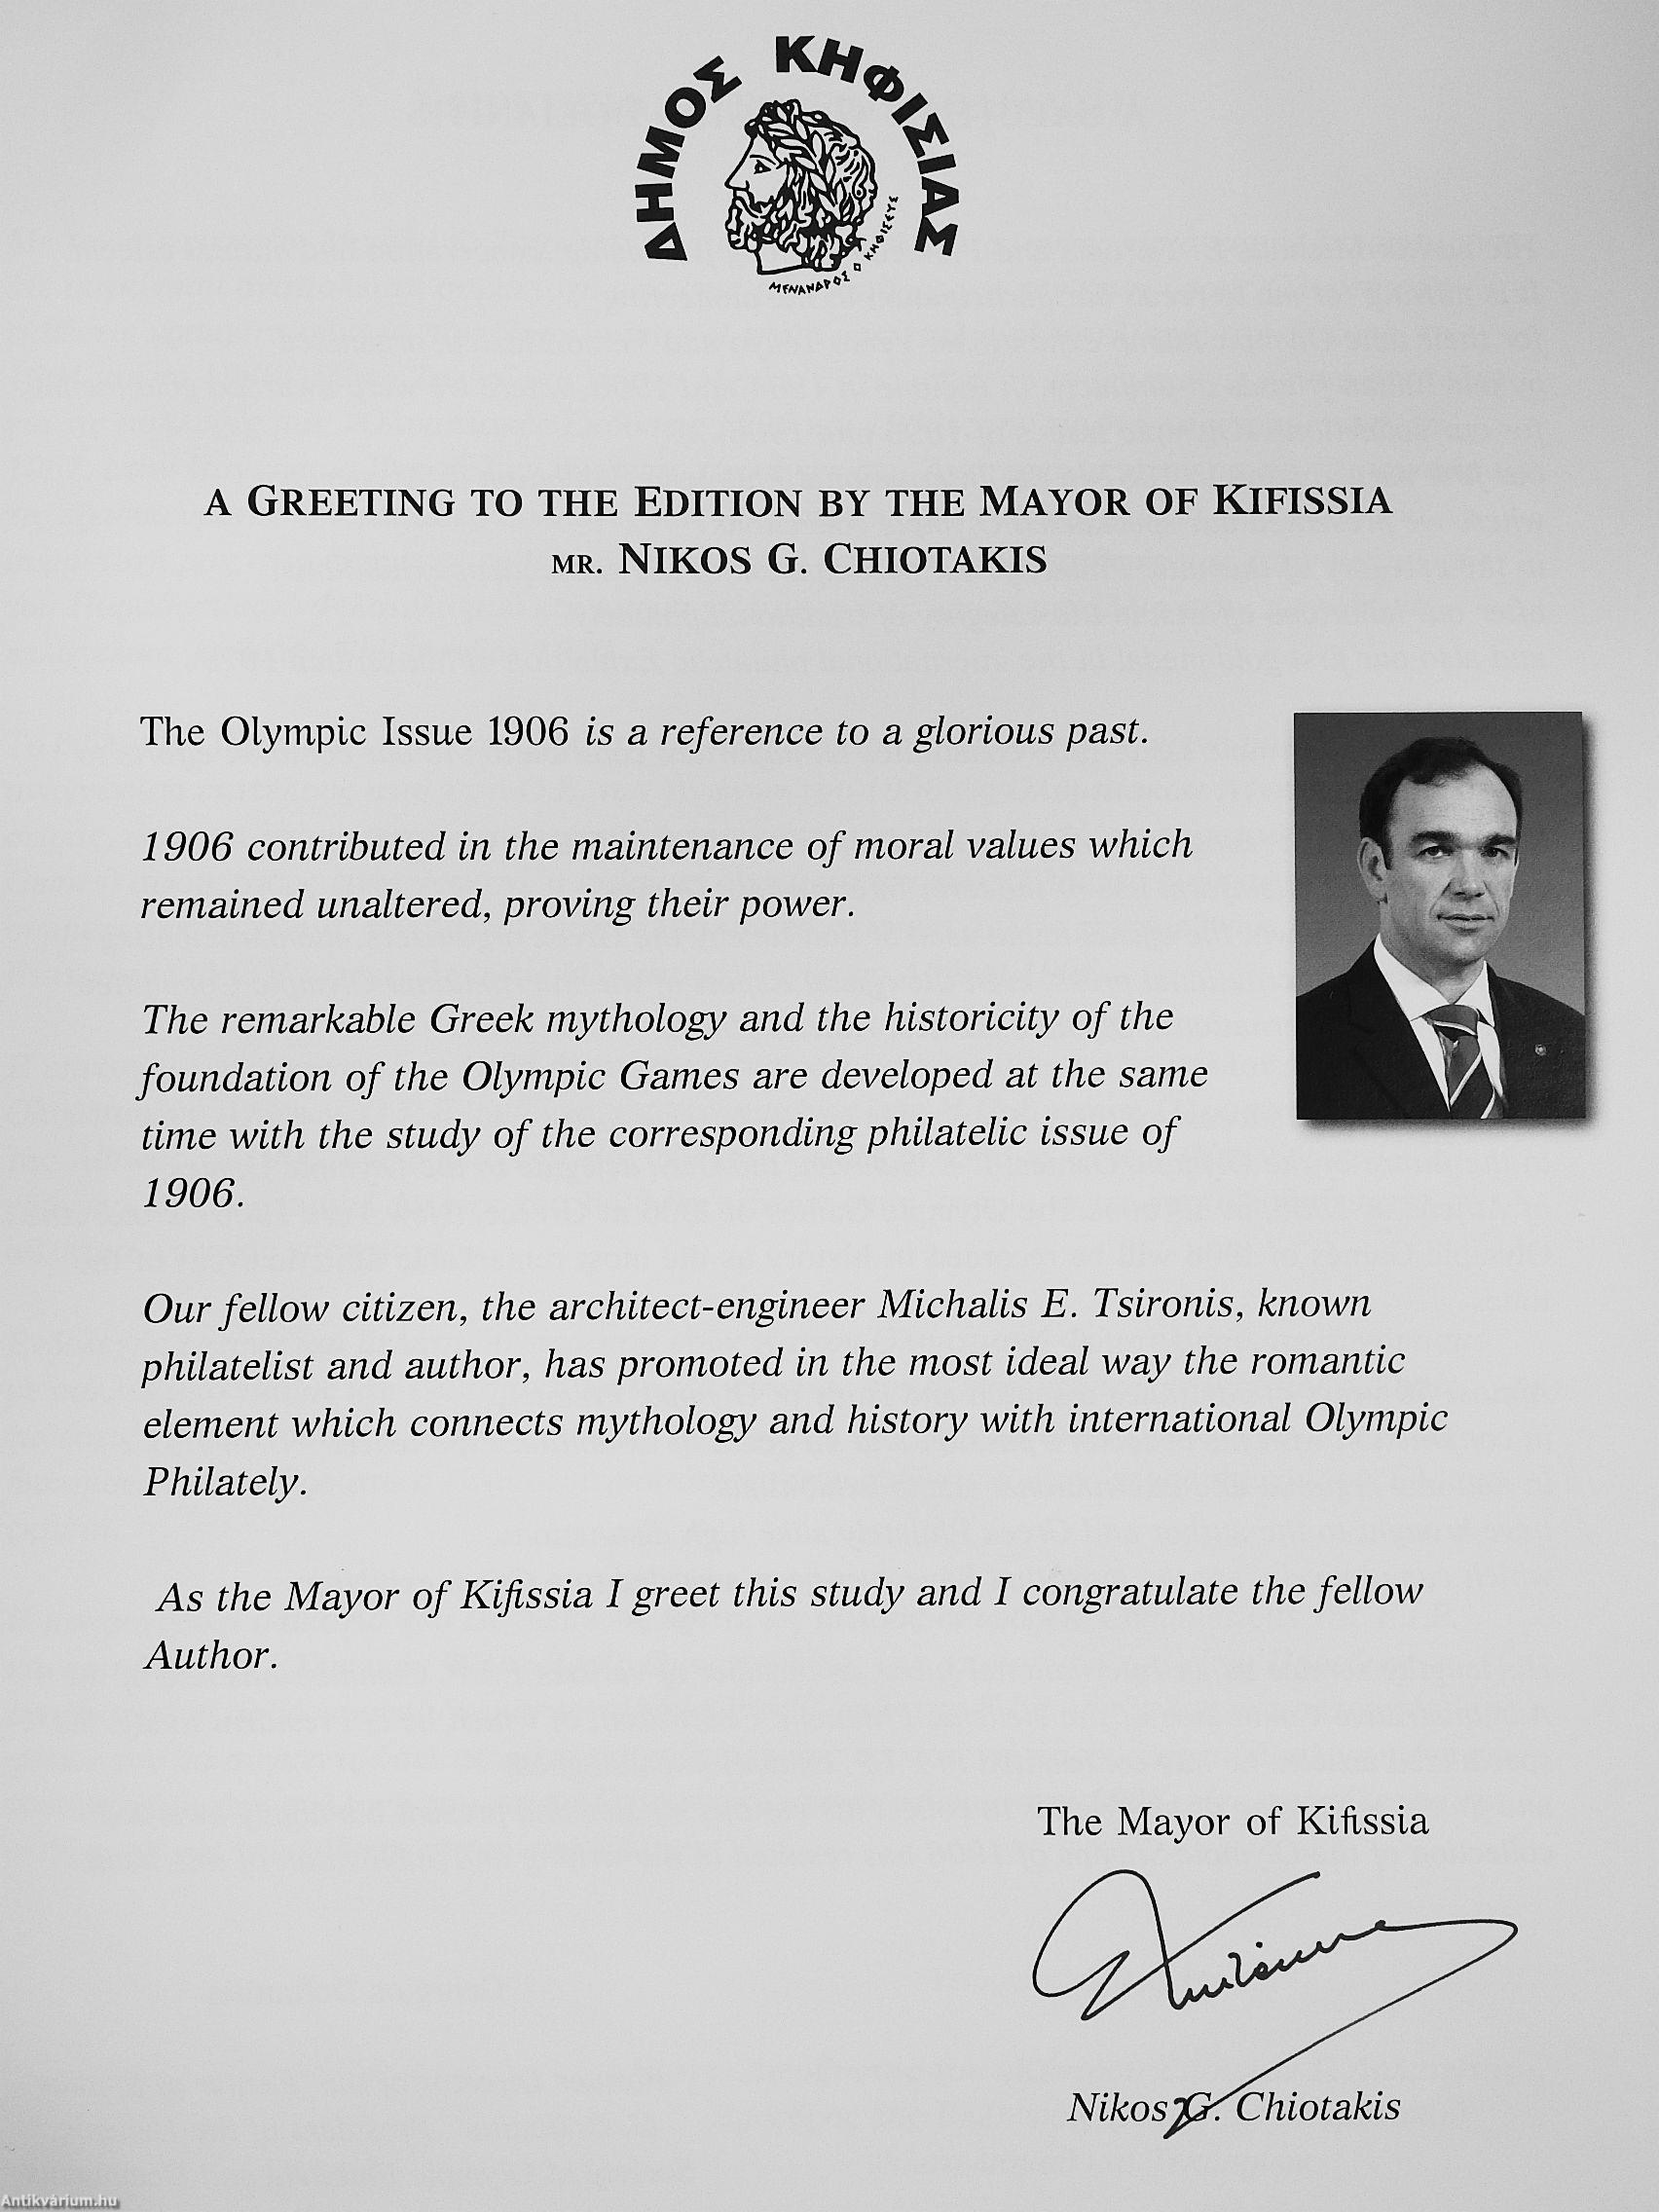 ΔΗΜΟΣ ΚΗΦΙΣΙΑΣ
ΜΕΝΑΝΔΡΟΣ Ο ΚΗΦΙΣΕΥΣ
A GREETING TO THE EDITION BY THE MAYOR OF KIFISSIA
MR. NIKOS G. CHIOTAKIS
The Olympic Issue 1906 is a reference to a glorious past.
1906 contributed in the maintenance of moral values which
remained unaltered, proving their power.
The remarkable Greek mythology and the historicity of the
foundation of the Olympic Games are developed at the same
time with the study of the corresponding philatelic issue of
1906.
Our fellow citizen, the architect-engineer Michalis E. Tsironis, known
philatelist and author, has promoted in the most ideal way the romantic
element which connects mythology and history with international Olympic
Philately.
As the Mayor of Kifissia I greet this study and I congratulate the fellow
Author.
The Mayor of Kifissia
Nikos G. Chiotakis
Antikvárium.hu